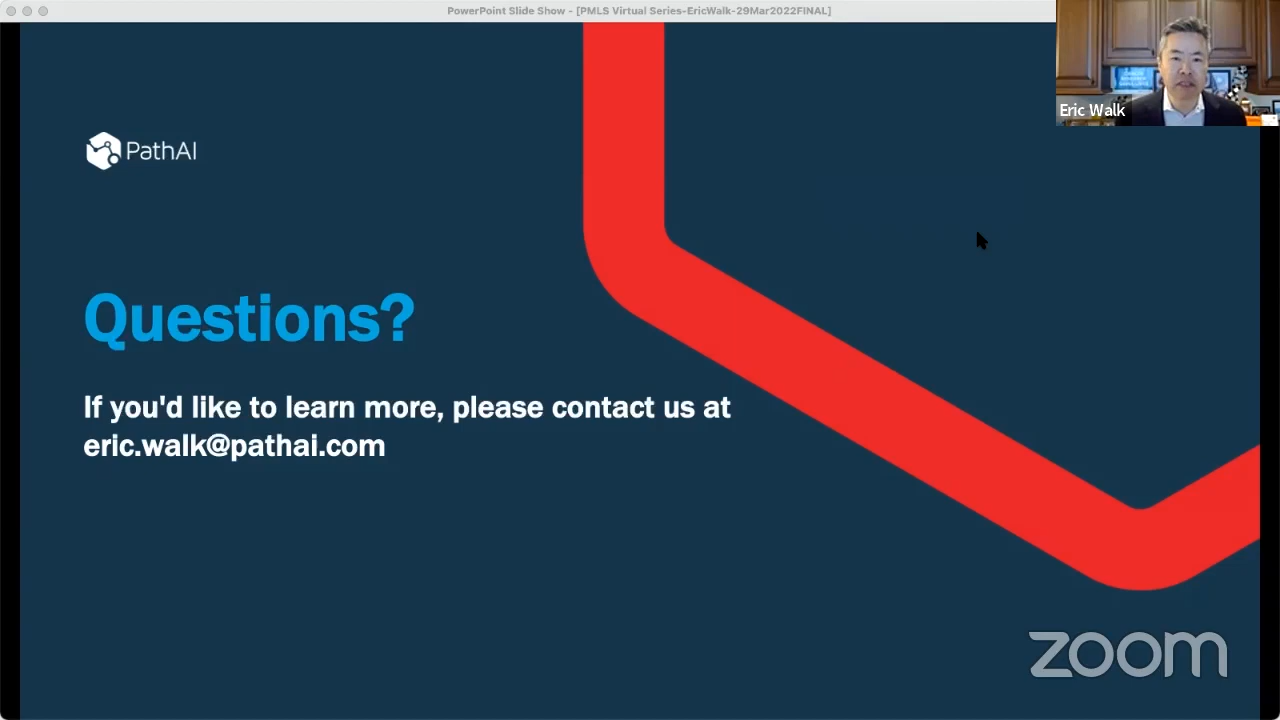 PowerPoint Slide Show - [PMLS Virtual Series-EricWalk-29Mar2022FINAL]
Eric Walk
PathAI
Questions?
If you'd like to learn more, please contact us at
eric.walk@pathai.com
zoom